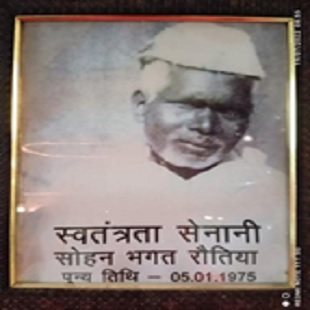 स्वतंत्रता सेनानी
सोहन भगत रौतिया
पून्य तिथि – 05.01.1975